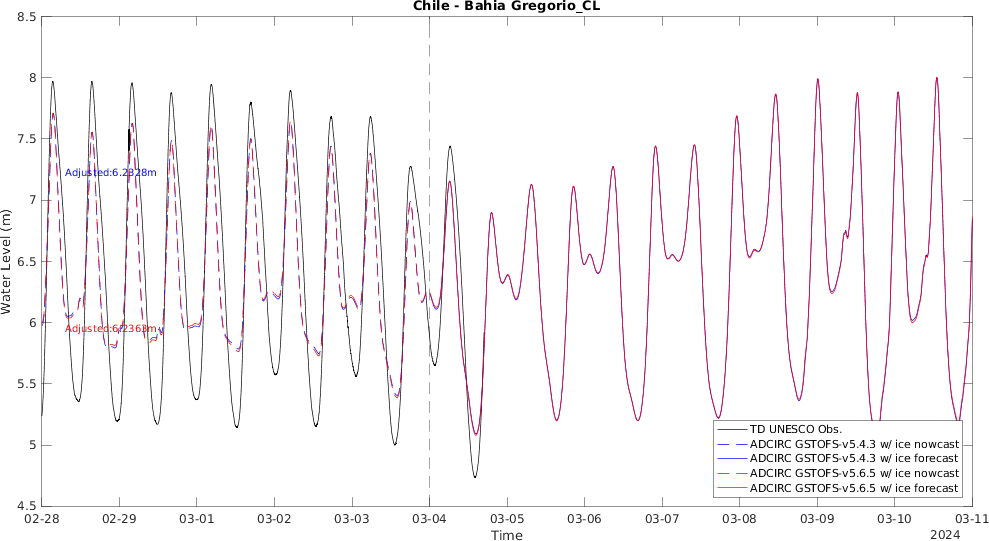 Chile - Bahia Gregorio_CL
Water Level (m)
8.5
8
7.5
7
6.5
6
5.5
5
4.5
Adjusted:6.2328m
Adjusted:6.2363m
TD UNESCO Obs.
ADCIRC GSTOFS-v5.4.3 w/ ice nowcast
ADCIRC GSTOFS-v5.4.3 w/ ice forecast
ADCIRC GSTOFS-v5.6.5 w/ ice nowcast
ADCIRC GSTOFS-v5.6.5 w/ ice forecast
02-28 02-29 03-01 03-02 03-03 03-04 03-05 03-06 03-07 03-08 03-09 03-10 03-11
Time
2024